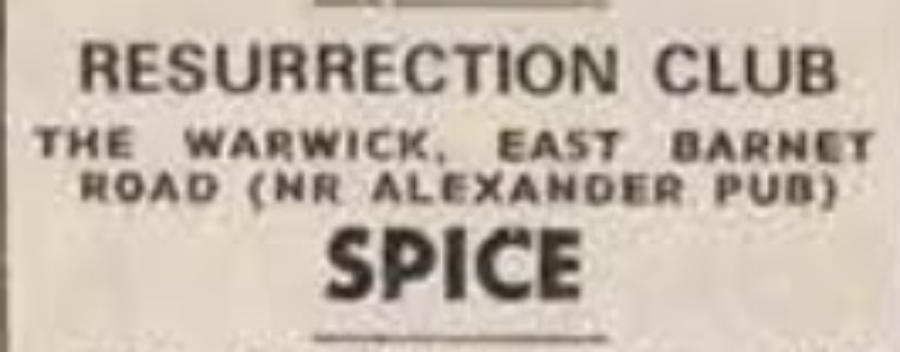 RESURRECTION CLUB
THE WARWICK, EAST BARNET
ROAD (NR ALEXANDER PUB)
SPICE